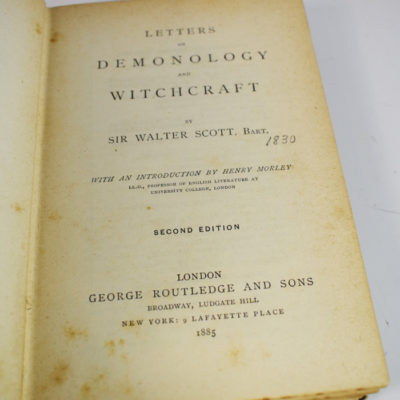 LETTERS
ON
DEMONOLOGY
AND
WITCHCRAFT
BY
SIR WALTER SCOTT, BART.
1830
WITH AN INTRODUCTION BY HENRY MORLEY
LL.D., PROFESSOR OF ENGLISH LITERATURE AT
UNIVERSITY COLLEGE, LONDON
SECOND EDITION
LONDON
GEORGE ROUTLEDGE AND SONS
BROADWAY, LUDGATE HILL
NEW YORK: 9 LAFAYETTE PLACE
1885